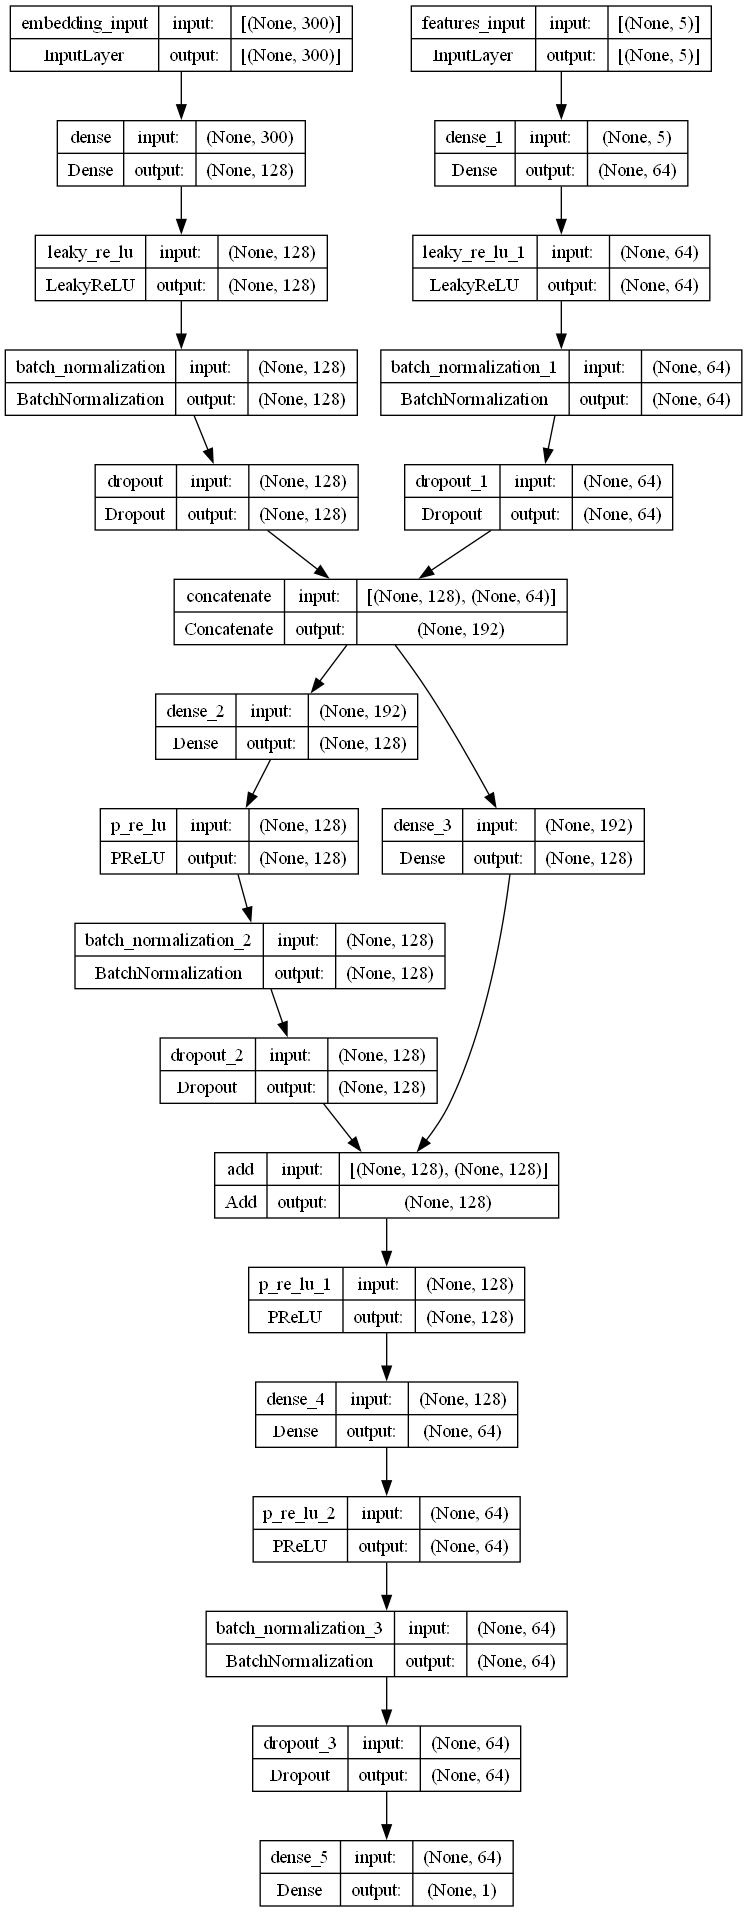 embedding_input input: [(None, 300)]
InputLayer output: [(None, 300)]
features_input input: [(None, 5)]
InputLayer output: [(None, 5)]
dense input: (None, 300)
Dense output: (None, 128)
dense_1 input: (None, 5)
Dense output: (None, 64)
leaky_re_lu input: (None, 128)
LeakyReLU output: (None, 128)
leaky_re_lu_1 input: (None, 64)
LeakyReLU output: (None, 64)
batch_normalization input: (None, 128)
BatchNormalization output: (None, 128)
batch_normalization_1 input: (None, 64)
BatchNormalization output: (None, 64)
dropout input: (None, 128)
Dropout output: (None, 128)
dropout_1 input: (None, 64)
Dropout output: (None, 64)
concatenate input: [(None, 128), (None, 64)]
Concatenate output: (None, 192)
dense_2 input: (None, 192)
Dense output: (None, 128)
p_re_lu input: (None, 128)
PReLU output: (None, 128)
dense_3 input: (None, 192)
Dense output: (None, 128)
batch_normalization_2 input: (None, 128)
BatchNormalization output: (None, 128)
dropout_2 input: (None, 128)
Dropout output: (None, 128)
add input: [(None, 128), (None, 128)]
Add output: (None, 128)
p_re_lu_1 input: (None, 128)
PReLU output: (None, 128)
dense_4 input: (None, 128)
Dense output: (None, 64)
p_re_lu_2 input: (None, 64)
PReLU output: (None, 64)
batch_normalization_3 input: (None, 64)
BatchNormalization output: (None, 64)
dropout_3 input: (None, 64)
Dropout output: (None, 64)
dense_5 input: (None, 64)
Dense output: (None, 1)